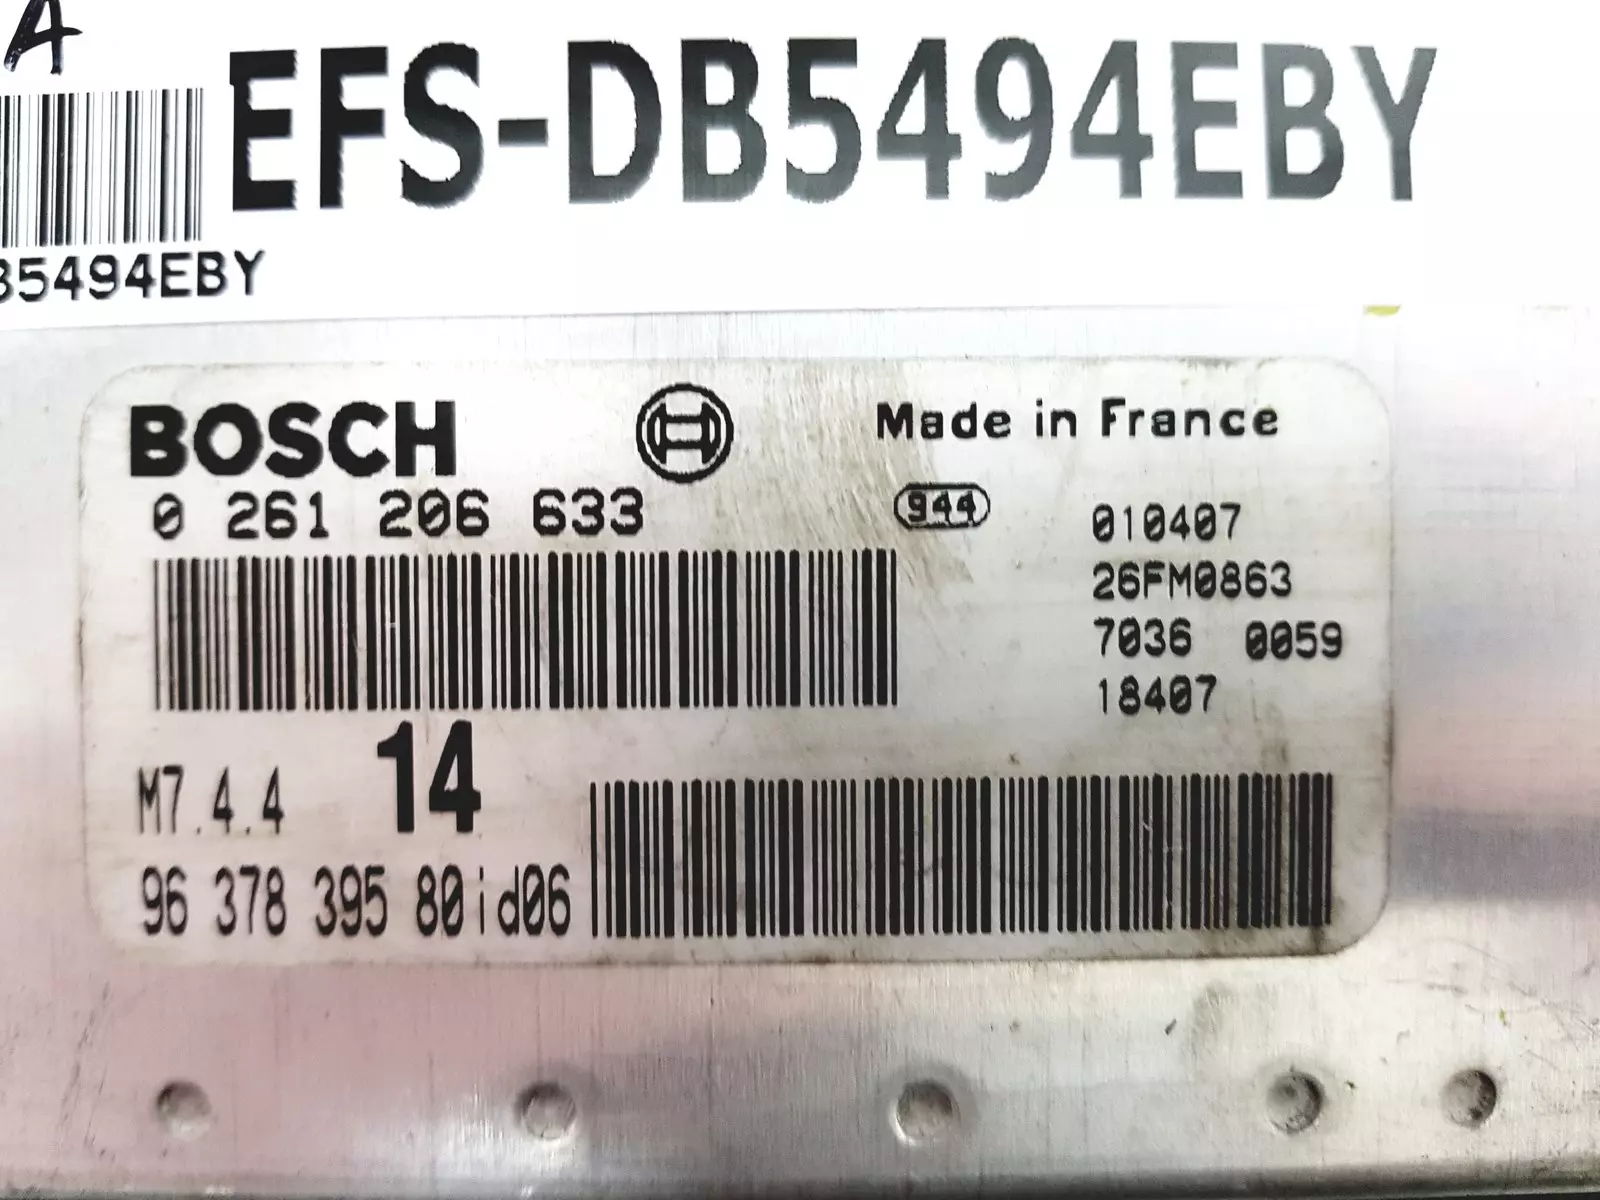 A
EFS-DB5494EBY
B5494EBY
BOSCH
Made in France
0 261 206 633
944
010407
26FM0863
7036 0059
18407
M7.4.4
14
96 378 395 80id06